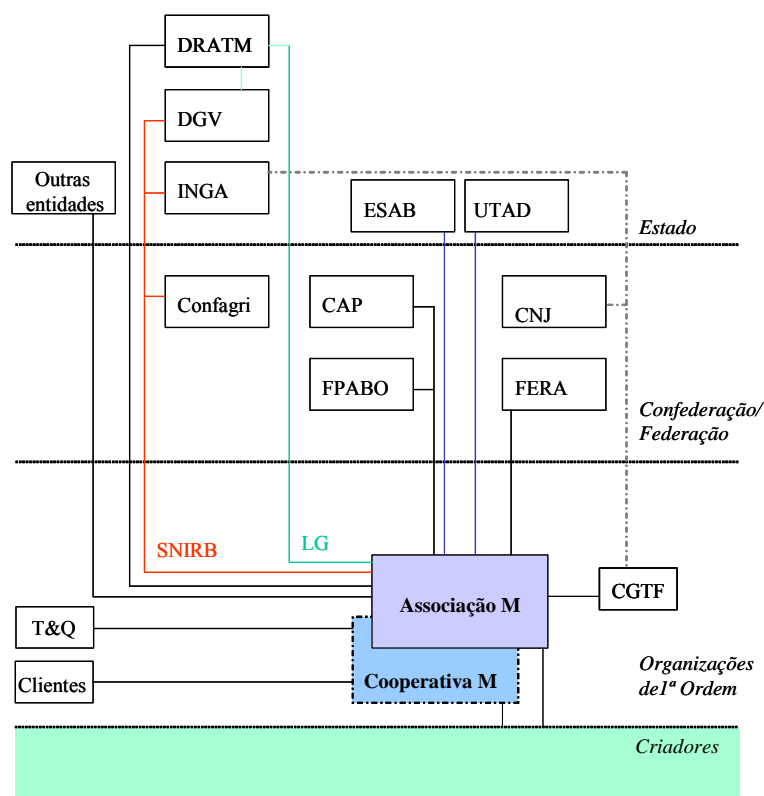 DRATM
DGV
Outras
entidades
INGA
ESAB
UTAD
Estado
Confagri
CAP
CNJ
FPABO
FERA
Confederação/
Federação
SNIRB
LG
Associação M
CGTF
T&Q
Clientes
Cooperativa M
Organizações
de1ª Ordem
Criadores